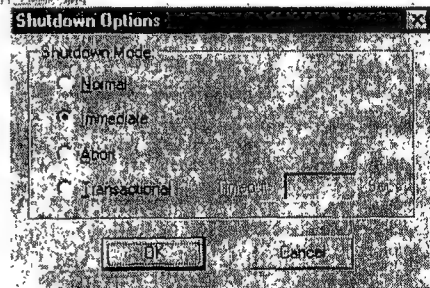 Shutdown Options
Shutdown Mode
Normal
Immediate
Abort
Transactional Timeout
OK Cancel